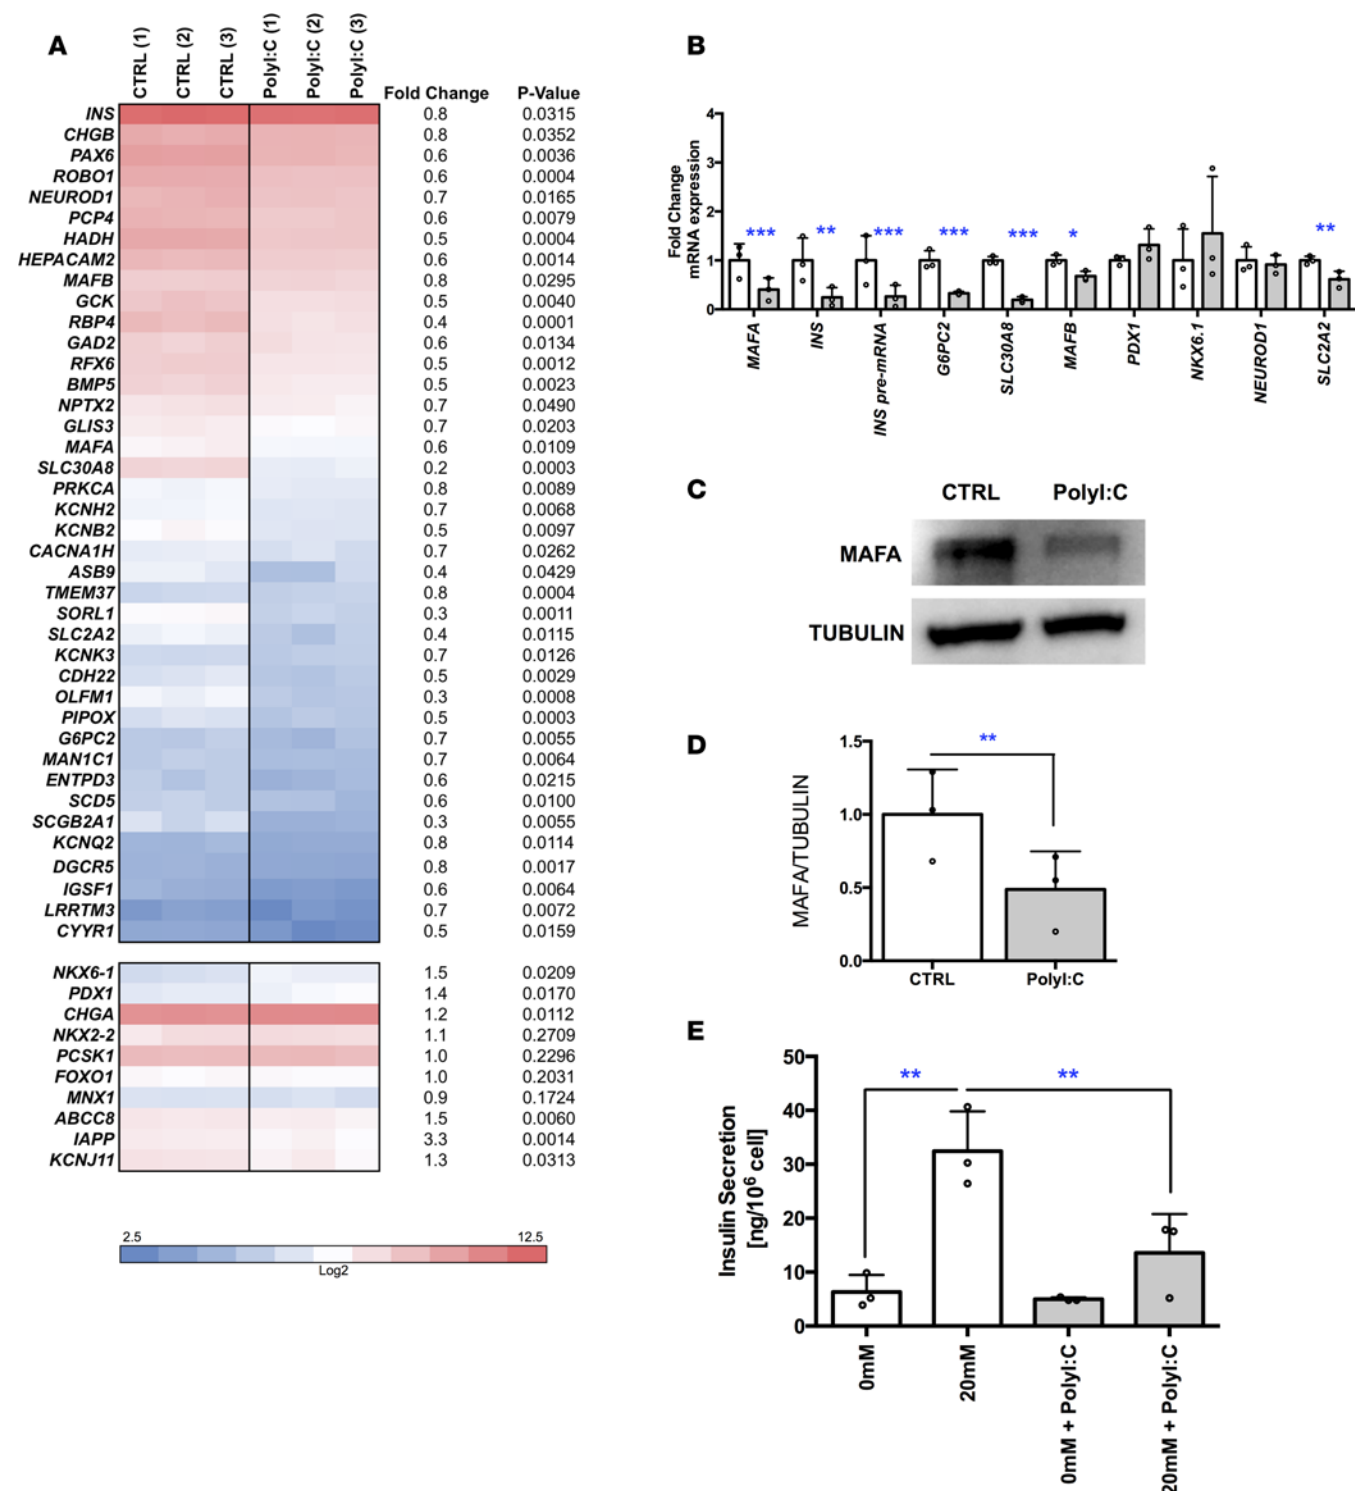 A
CTRL (1)
CTRL (2)
CTRL (3)
PolyI:C (1)
PolyI:C (2)
PolyI:C (3)
Fold Change P-Value
INS 0.8 0.0315
CHGB 0.8 0.0352
PAX6 0.6 0.0036
ROBO1 0.6 0.0004
NEUROD1 0.7 0.0165
PCP4 0.6 0.0079
HADH 0.5 0.0004
HEPACAM2 0.6 0.0014
MAFB 0.8 0.0295
GCK 0.5 0.0040
RBP4 0.4 0.0001
GAD2 0.6 0.0134
RFX6 0.5 0.0012
BMP5 0.5 0.0023
NPTX2 0.7 0.0490
GLIS3 0.7 0.0203
MAFA 0.6 0.0109
SLC30A8 0.2 0.0003
PRKCA 0.8 0.0089
KCNH2 0.7 0.0068
KCNB2 0.5 0.0097
CACNA1H 0.7 0.0262
ASB9 0.4 0.0429
TMEM37 0.8 0.0004
SORL1 0.3 0.0011
SLC2A2 0.4 0.0115
KCNK3 0.7 0.0126
CDH22 0.5 0.0029
OLFM1 0.3 0.0008
PIPOX 0.5 0.0003
G6PC2 0.7 0.0055
MAN1C1 0.7 0.0064
ENTPD3 0.6 0.0215
SCD5 0.6 0.0100
SCGB2A1 0.3 0.0055
KCNQ2 0.8 0.0114
DGCR5 0.8 0.0017
IGSF1 0.6 0.0064
LRRTM3 0.7 0.0072
CYYR1 0.5 0.0159
NKX6-1 1.5 0.0209
PDX1 1.4 0.0170
CHGA 1.2 0.0112
NKX2-2 1.1 0.2709
PCSK1 1.0 0.2296
FOXO1 1.0 0.2031
MNX1 0.9 0.1724
ABCC8 1.5 0.0060
IAPP 3.3 0.0014
KCNJ11 1.3 0.0313
2.5 12.5
Log2
B
Fold Change
mRNA expression
4
3
2
1
0
*** ** *** *** *** * **
MAFA
INS
INS pre-mRNA
G6PC2
SLC30A8
MAFB
PDX1
NKX6.1
NEUROD1
SLC2A2
C
CTRL PolyI:C
MAFA
TUBULIN
D
MAFA/TUBULIN
1.5
1.0
0.5
0.0
**
CTRL PolyI:C
E
Insulin Secretion
[ng/10⁶ cell]
50
40
30
20
10
0
** **
0mM
20mM
0mM + PolyI:C
20mM + PolyI:C